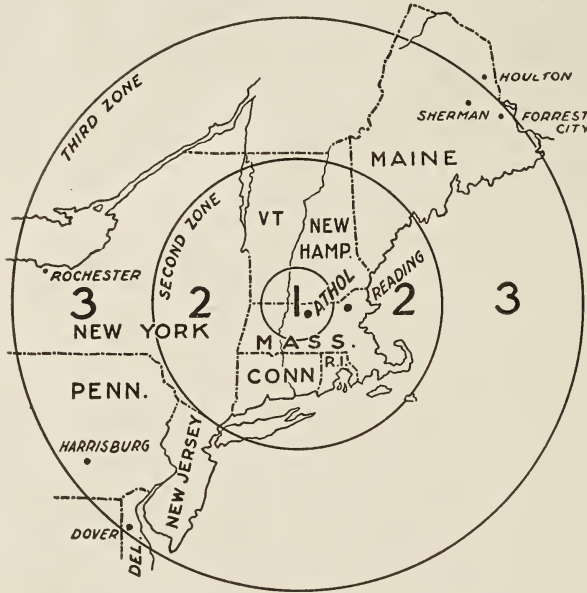 HOULTON
SHERMAN
FORREST CITY
THIRD ZONE
MAINE
SECOND ZONE
VT
NEW HAMP.
ROCHESTER
ATHOL
READING
3
2
1
2
3
NEW YORK
MASS.
CONN
R.I.
PENN.
HARRISBURG
NEW JERSEY
DOVER
DEL.